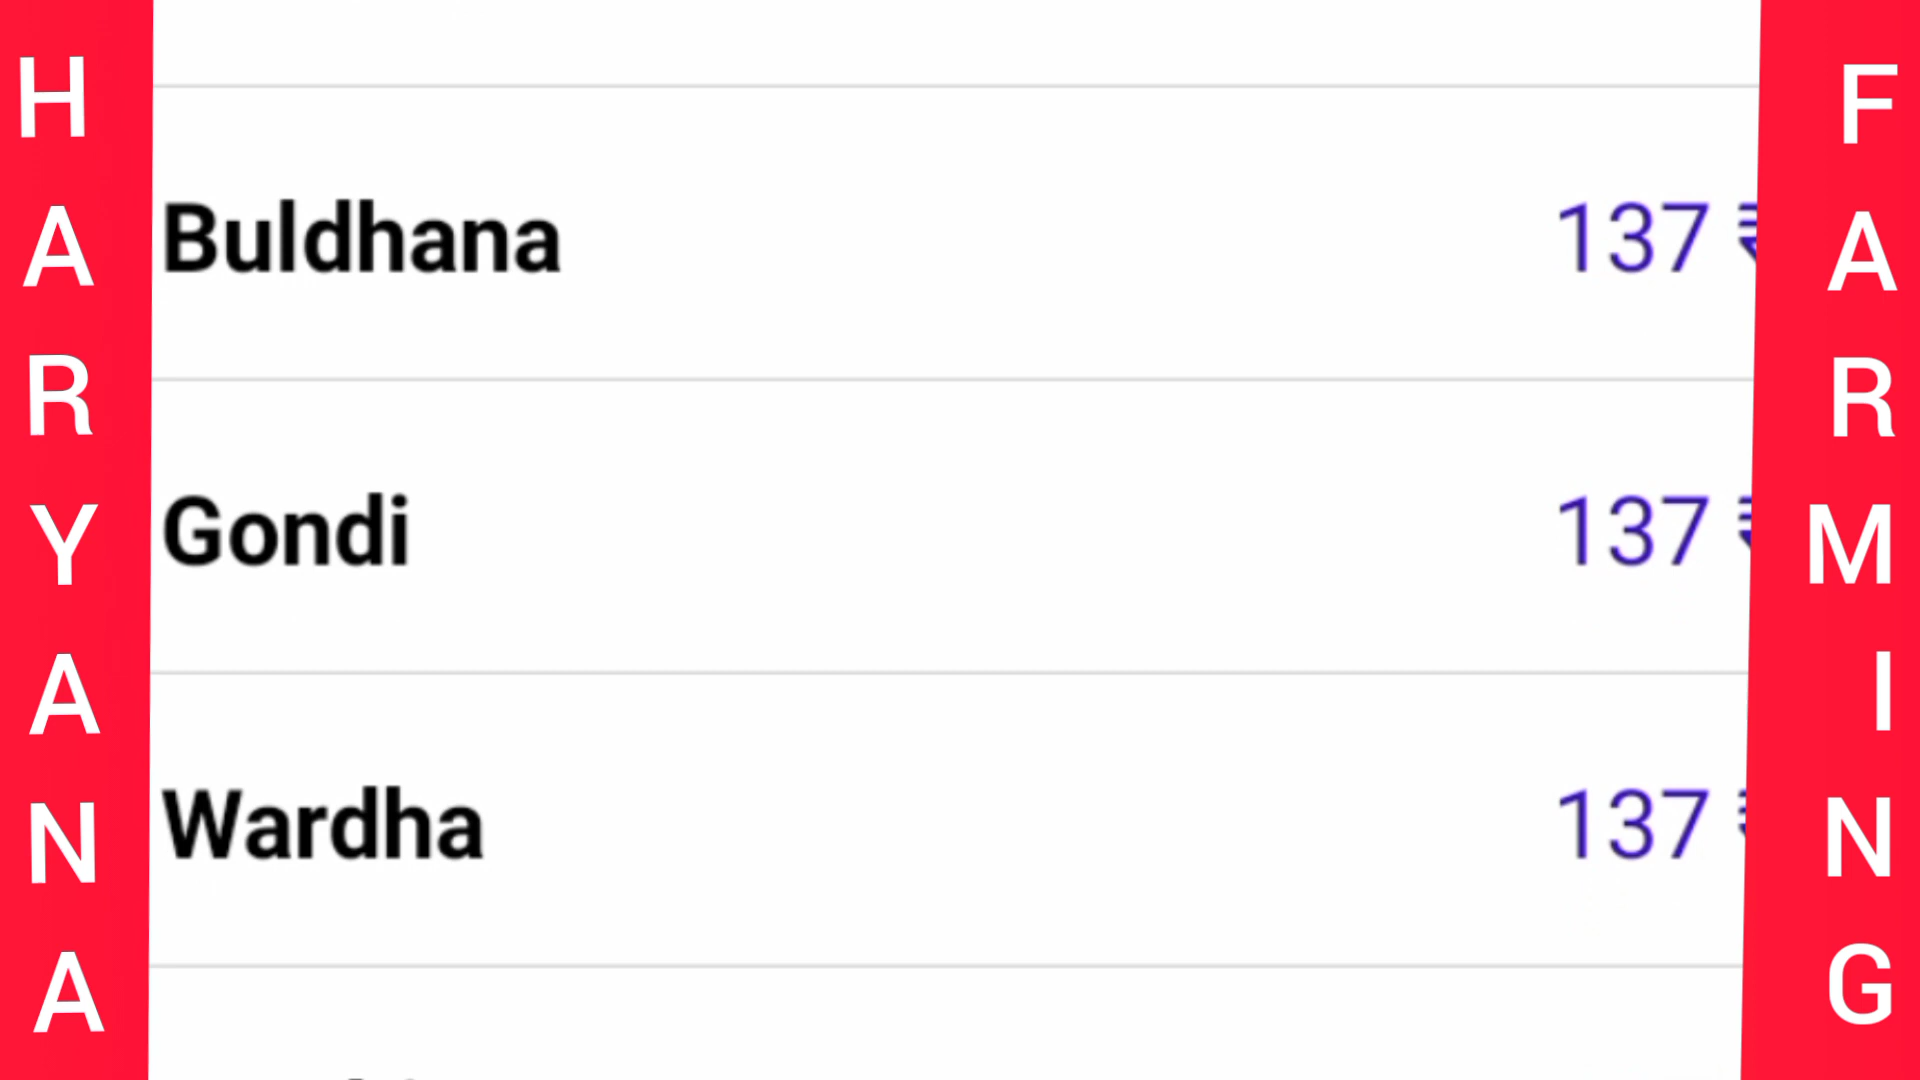 HARYANA
Buldhana 137 ₹
Gondi 137 ₹
Wardha 137 ₹
FARMING